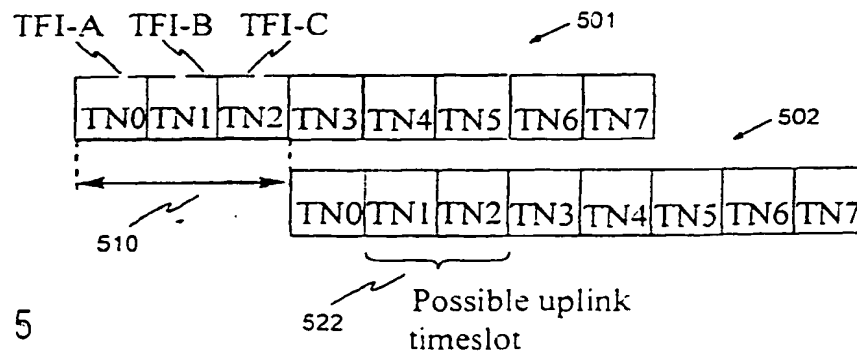 TFI-A TFI-B TFI-C
501
TN0 TN1 TN2 TN3 TN4 TN5 TN6 TN7
502
TN0 TN1 TN2 TN3 TN4 TN5 TN6 TN7
510
522
Possible uplink
timeslot
5